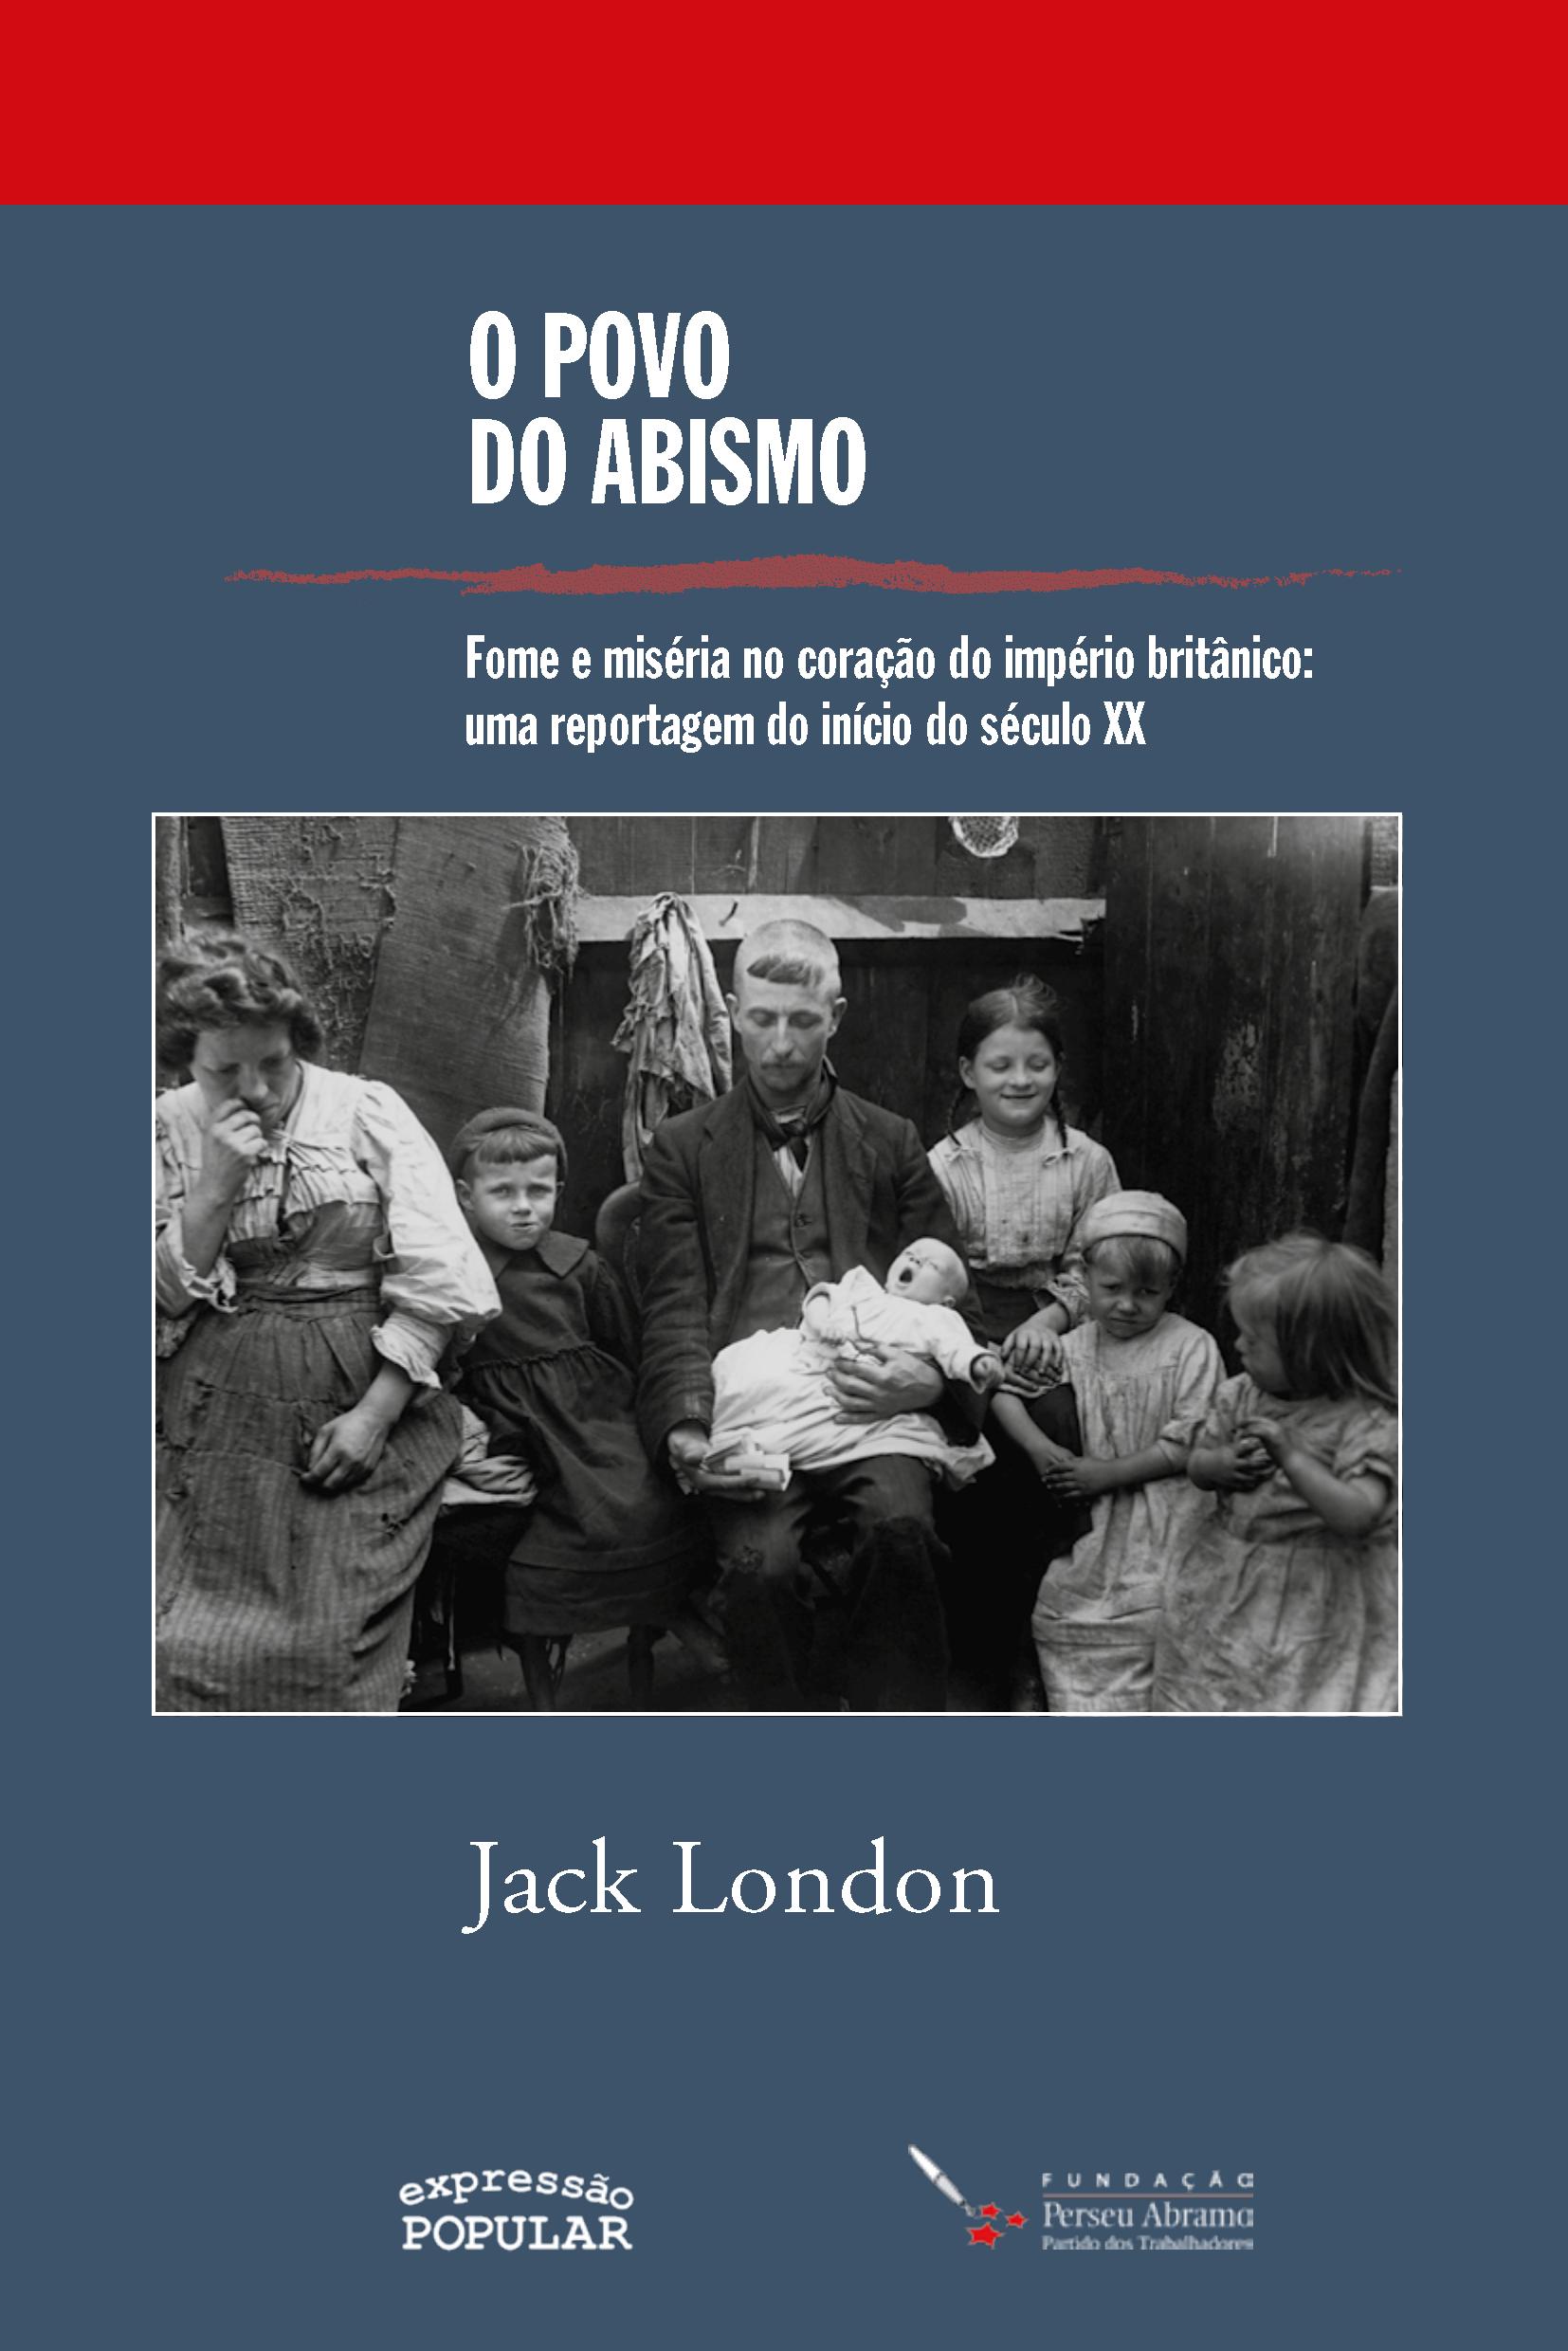 O POVO
DO ABISMO
Fome e miséria no coração do império britânico:
uma reportagem do início do século XX
Jack London
expressão
POPULAR
FUNDAÇÃO
Perseu Abramo
Partido dos Trabalhadores